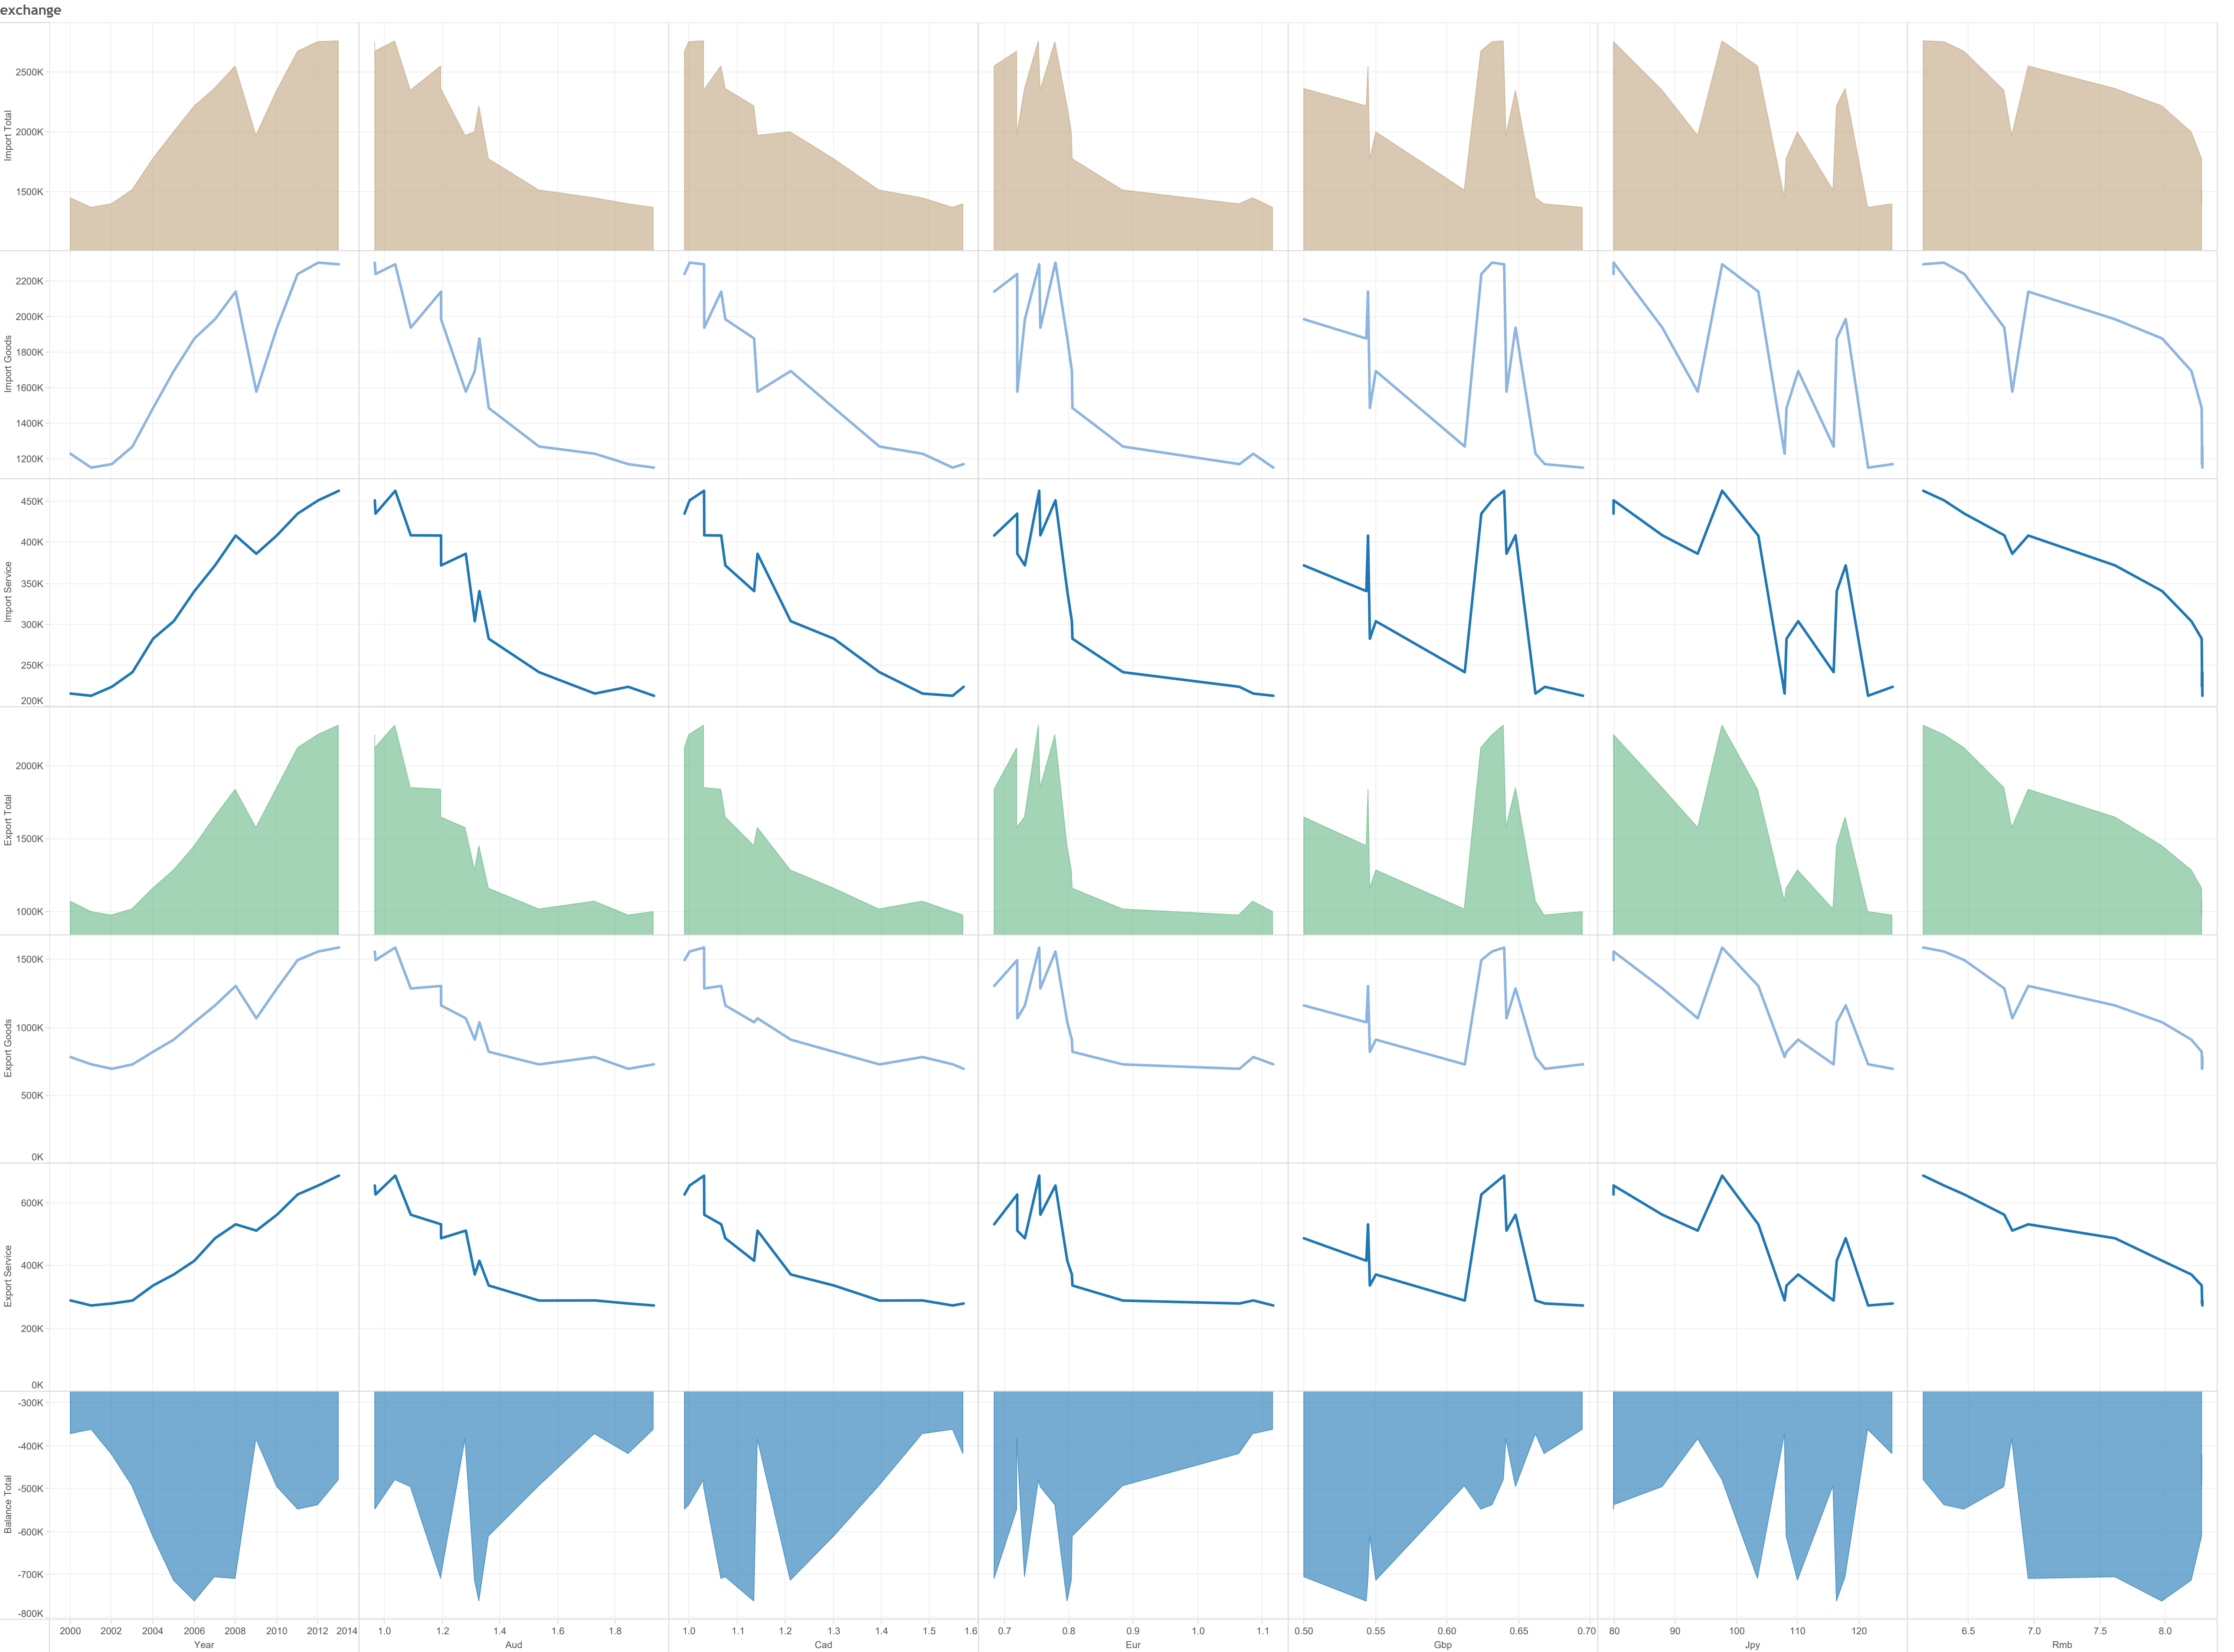 exchange
Import Total
2500K
2000K
1500K
Import Goods
2200K
2000K
1800K
1600K
1400K
1200K
Import Service
450K
400K
350K
300K
250K
200K
Export Total
2000K
1500K
1000K
Export Goods
1500K
1000K
500K
0K
Export Service
600K
400K
200K
0K
Balance Total
-300K
-400K
-500K
-600K
-700K
-800K
2000 2002 2004 2006 2008 2010 2012 2014 1.0 1.2 1.4 1.6 1.8 1.0 1.1 1.2 1.3 1.4 1.5 1.6 0.7 0.8 0.9 1.0 1.1 0.50 0.55 0.60 0.65 0.70 80 90 100 110 120 6.5 7.0 7.5 8.0
Year Aud Cad Eur Gbp Jpy Rmb